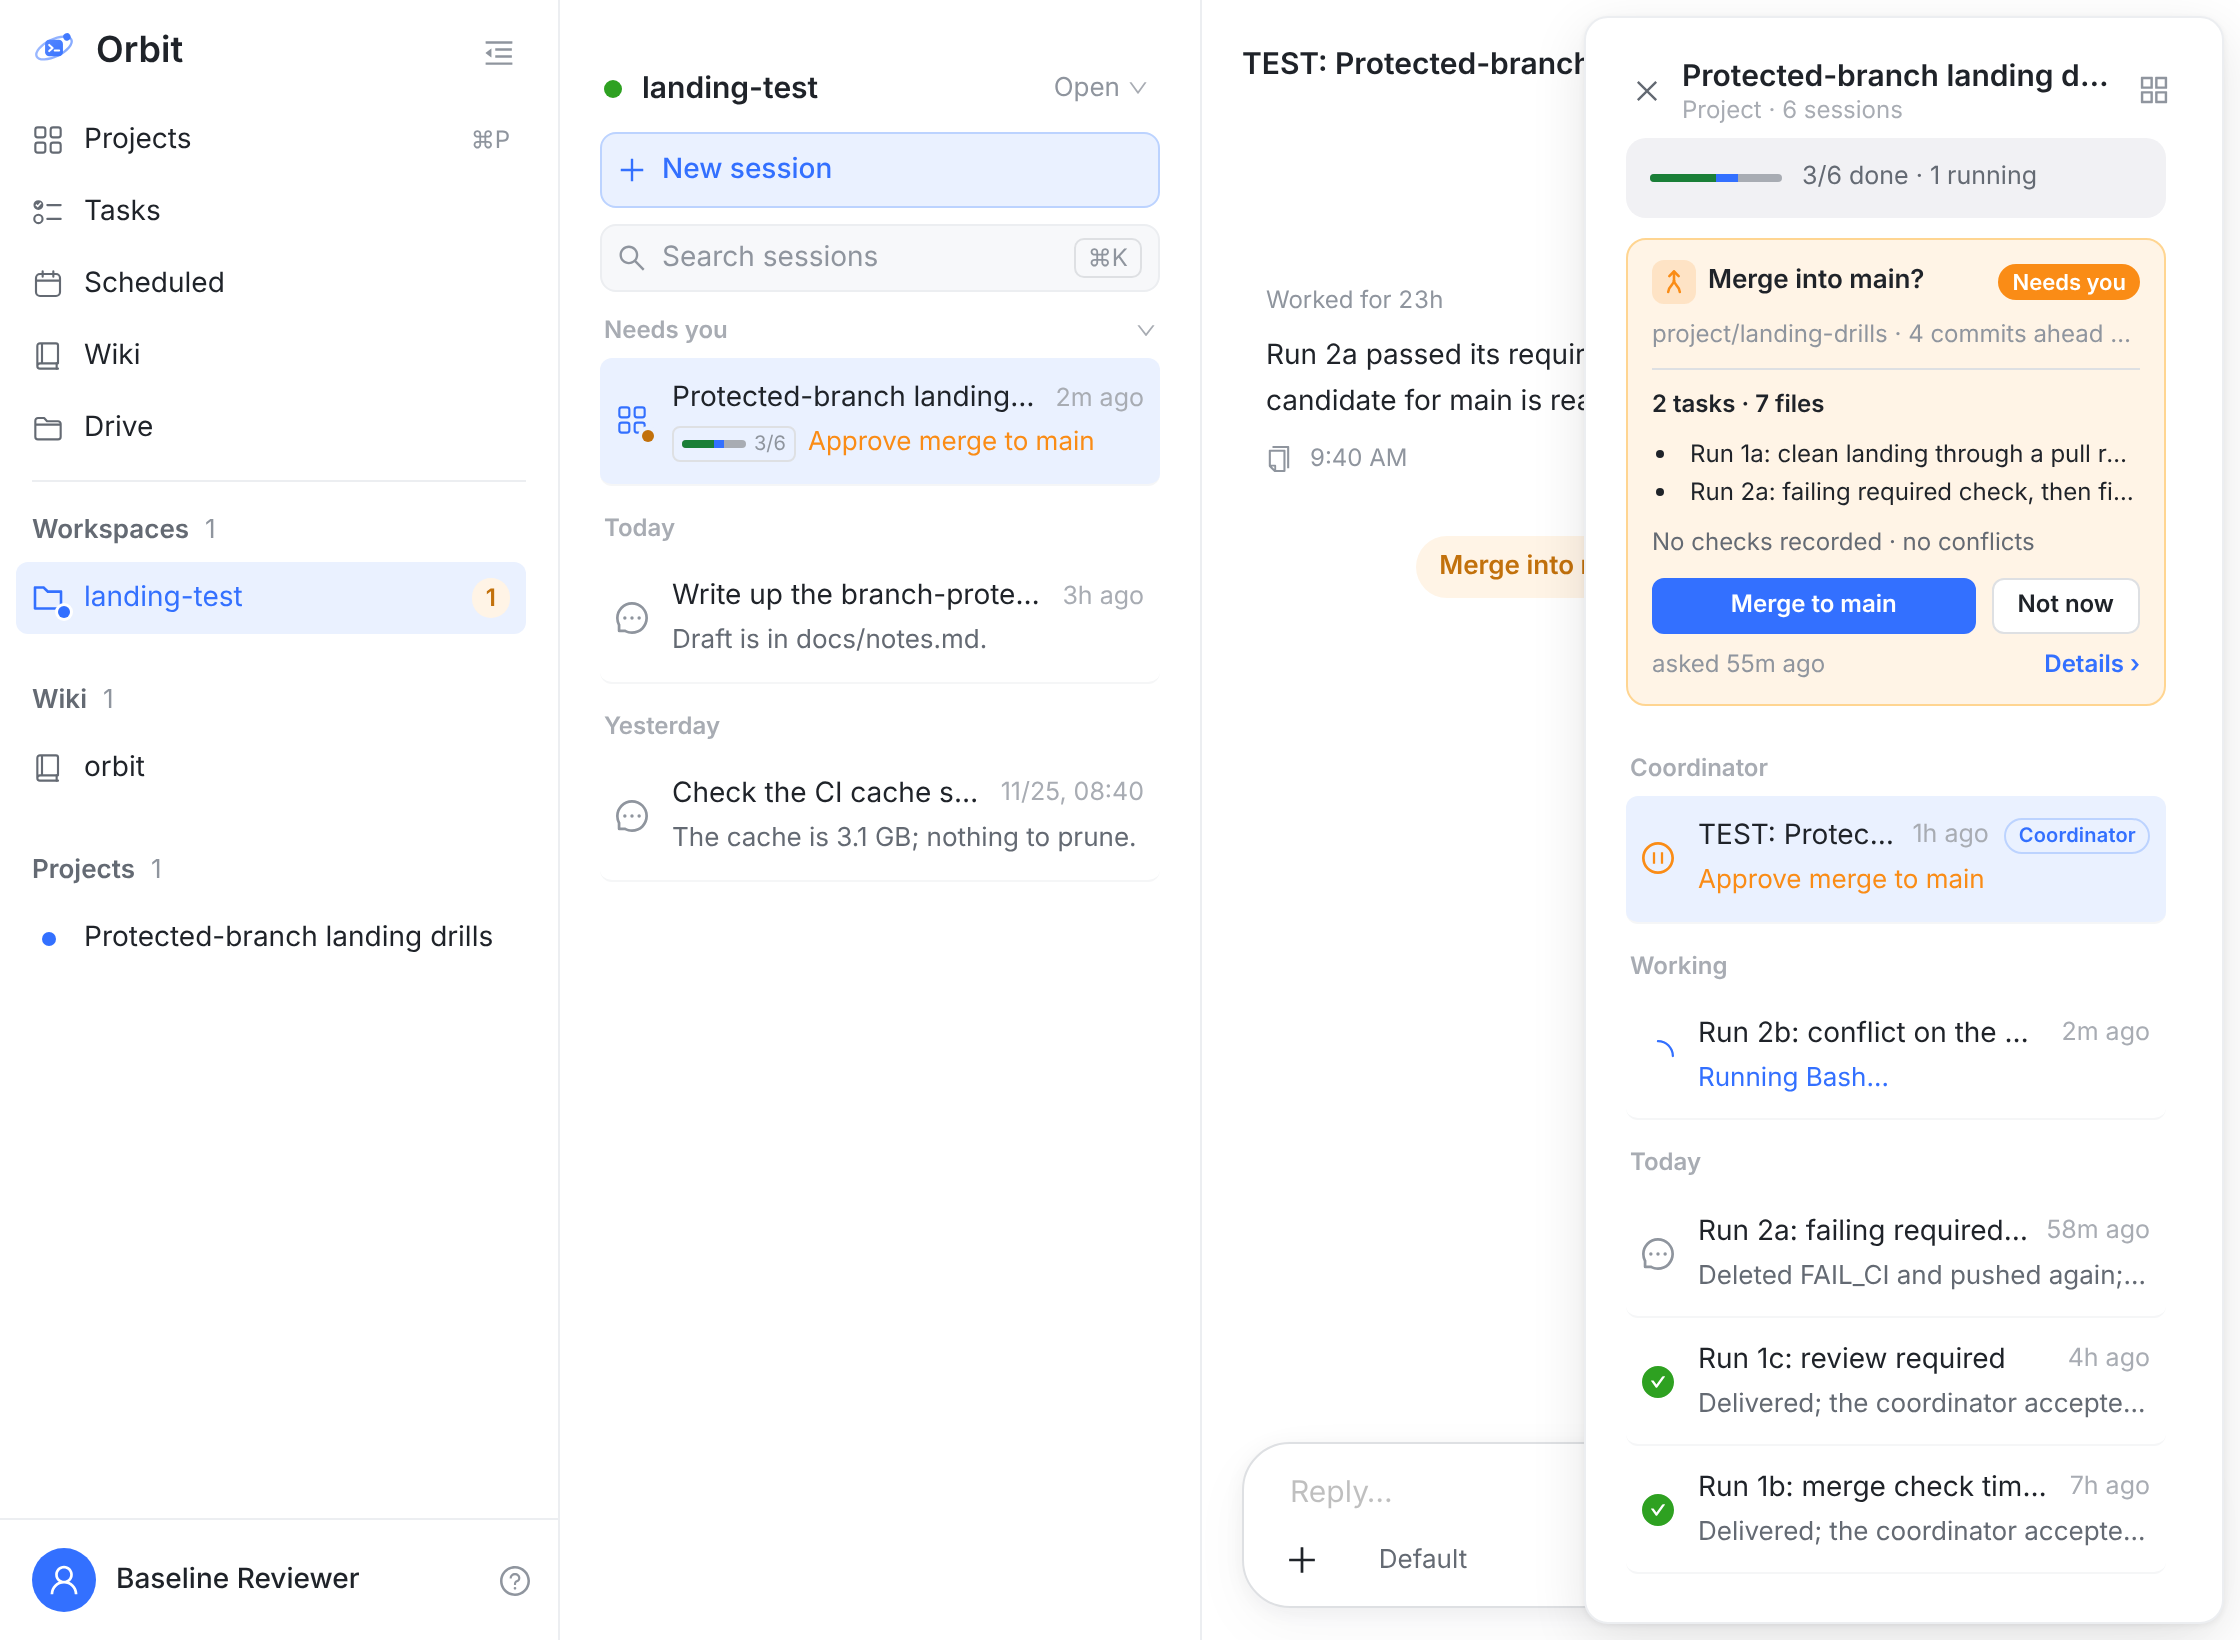 Orbit
Projects ⌘P
Tasks
Scheduled
Wiki
Drive
Workspaces 1
landing-test 1
Wiki 1
orbit
Projects 1
Protected-branch landing drills
Baseline Reviewer
landing-test Open
New session
Search sessions ⌘K
Needs you
Protected-branch landing... 2m ago
3/6 Approve merge to main
Today
Write up the branch-prote... 3h ago
Draft is in docs/notes.md.
Yesterday
Check the CI cache s... 11/25, 08:40
The cache is 3.1 GB; nothing to prune.
TEST: Protected-branch
Worked for 23h
Run 2a passed its requir
candidate for main is rea
9:40 AM
Merge into
Reply...
Default
Protected-branch landing d...
Project · 6 sessions
3/6 done · 1 running
Merge into main? Needs you
project/landing-drills · 4 commits ahead ...
2 tasks · 7 files
• Run 1a: clean landing through a pull r...
• Run 2a: failing required check, then fi...
No checks recorded · no conflicts
Merge to main Not now
asked 55m ago Details ›
Coordinator
TEST: Protec... 1h ago Coordinator
Approve merge to main
Working
Run 2b: conflict on the ... 2m ago
Running Bash...
Today
Run 2a: failing required... 58m ago
Deleted FAIL_CI and pushed again;...
Run 1c: review required 4h ago
Delivered; the coordinator accepte...
Run 1b: merge check tim... 7h ago
Delivered; the coordinator accepte...